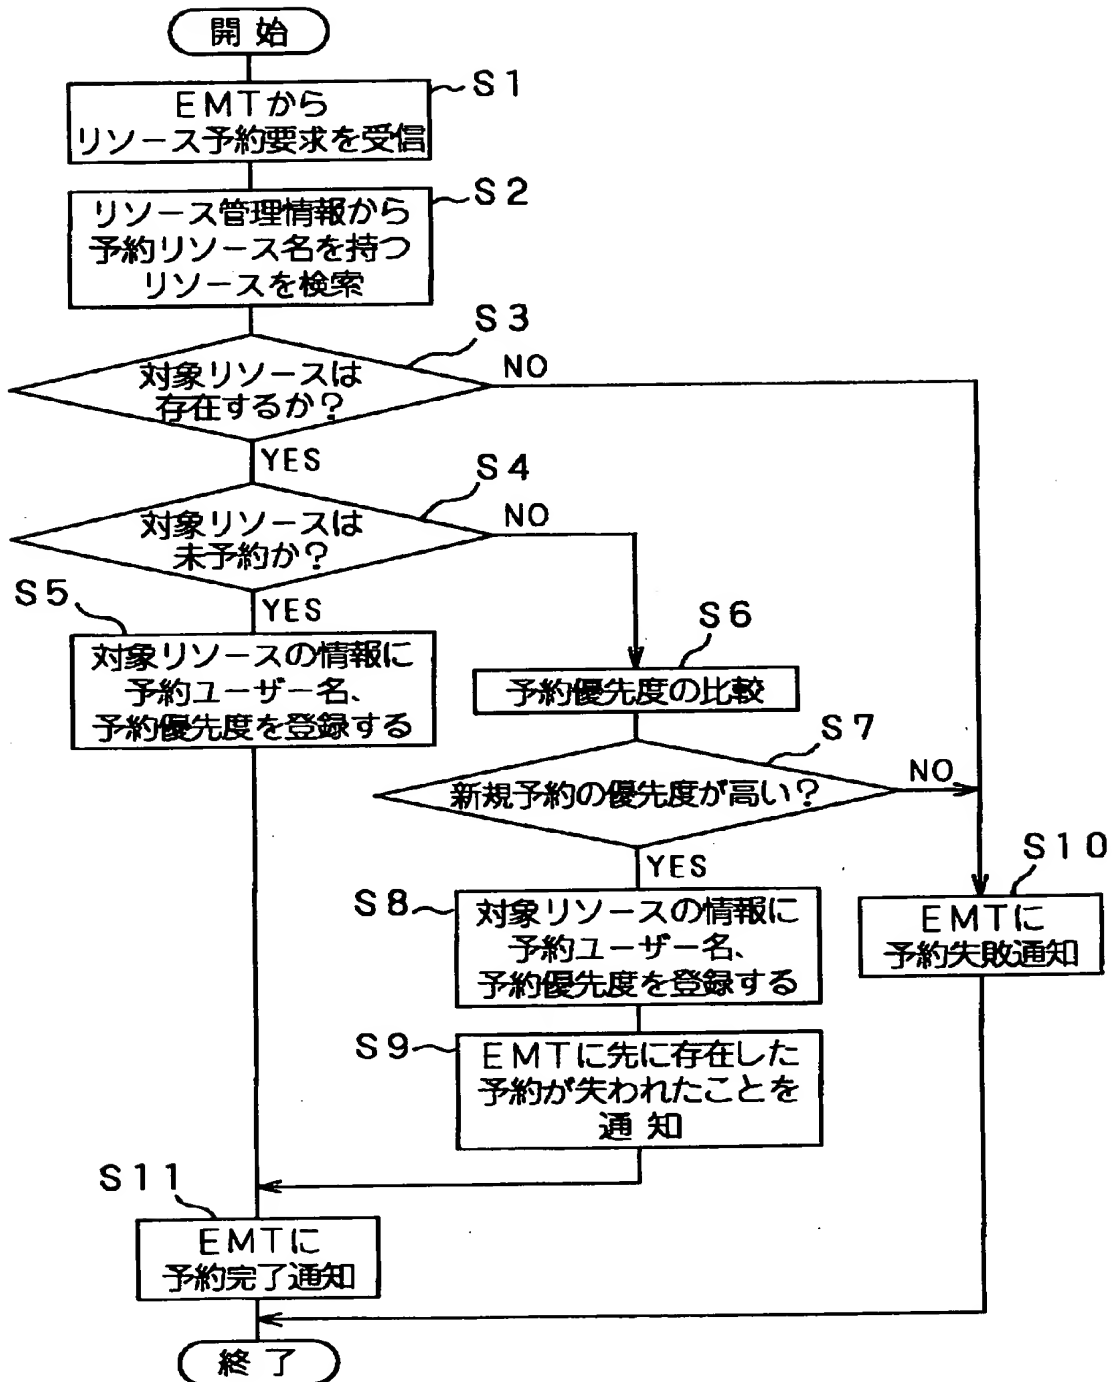 開始
S1
EMTから
リソース予約要求を受信
S2
リソース管理情報から
予約リソース名を持つ
リソースを検索
S3
対象リソースは
存在するか？
NO
YES
S4
対象リソースは
未予約か？
NO
YES
S5
対象リソースの情報に
予約ユーザー名、
予約優先度を登録する
S6
予約優先度の比較
S7
新規予約の優先度が高い？
NO
YES
S8
対象リソースの情報に
予約ユーザー名、
予約優先度を登録する
S9
EMTに先に存在した
予約が失われたことを
通知
S10
EMTに
予約失敗通知
S11
EMTに
予約完了通知
終了